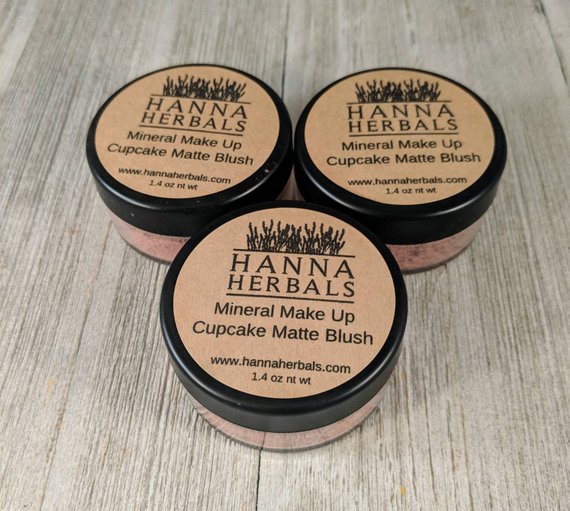 HANNA
HERBALS
Mineral Make Up
Cupcake Matte Blush
www.hannaherbals.com
1.4 oz nt wt
HANNA
HERBALS
Mineral Make Up
Cupcake Matte Blush
www.hannaherbals.com
1.4 oz nt wt
HANNA
HERBALS
Mineral Make Up
Cupcake Matte Blush
www.hannaherbals.com
1.4 oz nt wt